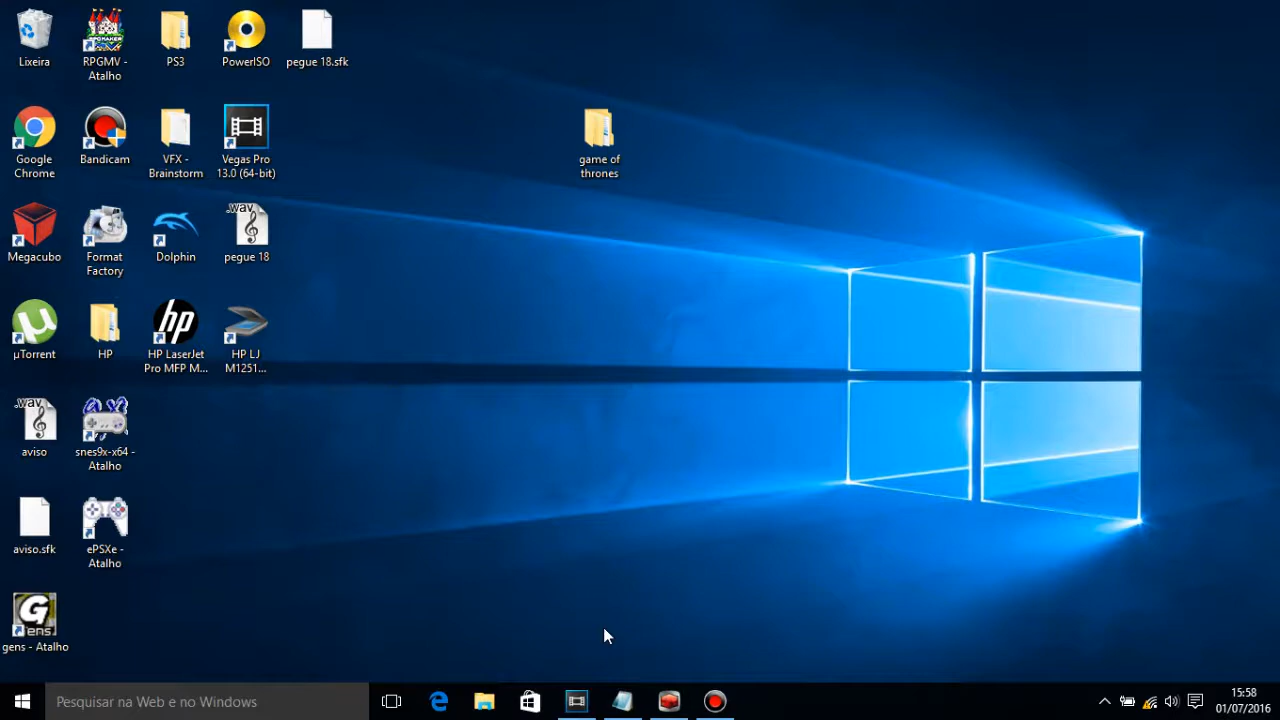 Lixeira
RPGMV -
Atalho
PS3
PowerISO
pegue 18.sfk
Google
Chrome
Bandicam
VFX -
Brainstorm
Vegas Pro
13.0 (64-bit)
game of
thrones
Megacubo
Format
Factory
Dolphin
.wav
pegue 18
µTorrent
HP
hp
HP LaserJet
Pro MFP M...
HP LJ
M1251...
.wav
aviso
snes9x-x64 -
Atalho
aviso.sfk
ePSXe -
Atalho
Gens
gens - Atalho
Pesquisar na Web e no Windows
15:58
01/07/2016